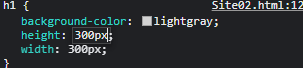 h1 { Site02.html:12
background-color: lightgray;
height: 300px;
width: 300px;
}